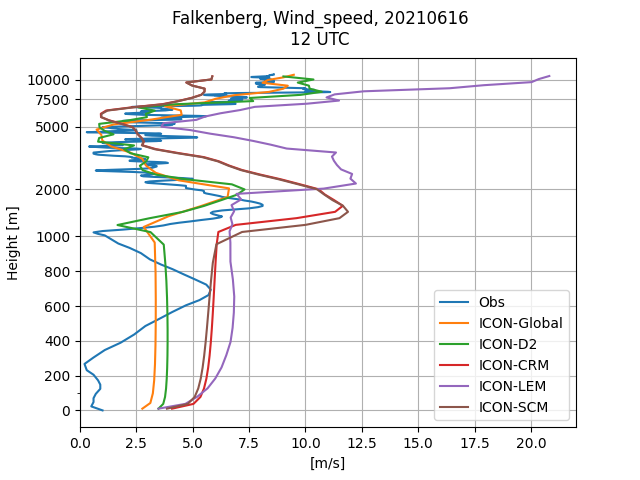 Falkenberg, Wind_speed, 20210616
12 UTC
10000
7500
5000
2000
1000
800
600
400
200
0
Height [m]
0.0 2.5 5.0 7.5 10.0 12.5 15.0 17.5 20.0
[m/s]
Obs
ICON-Global
ICON-D2
ICON-CRM
ICON-LEM
ICON-SCM